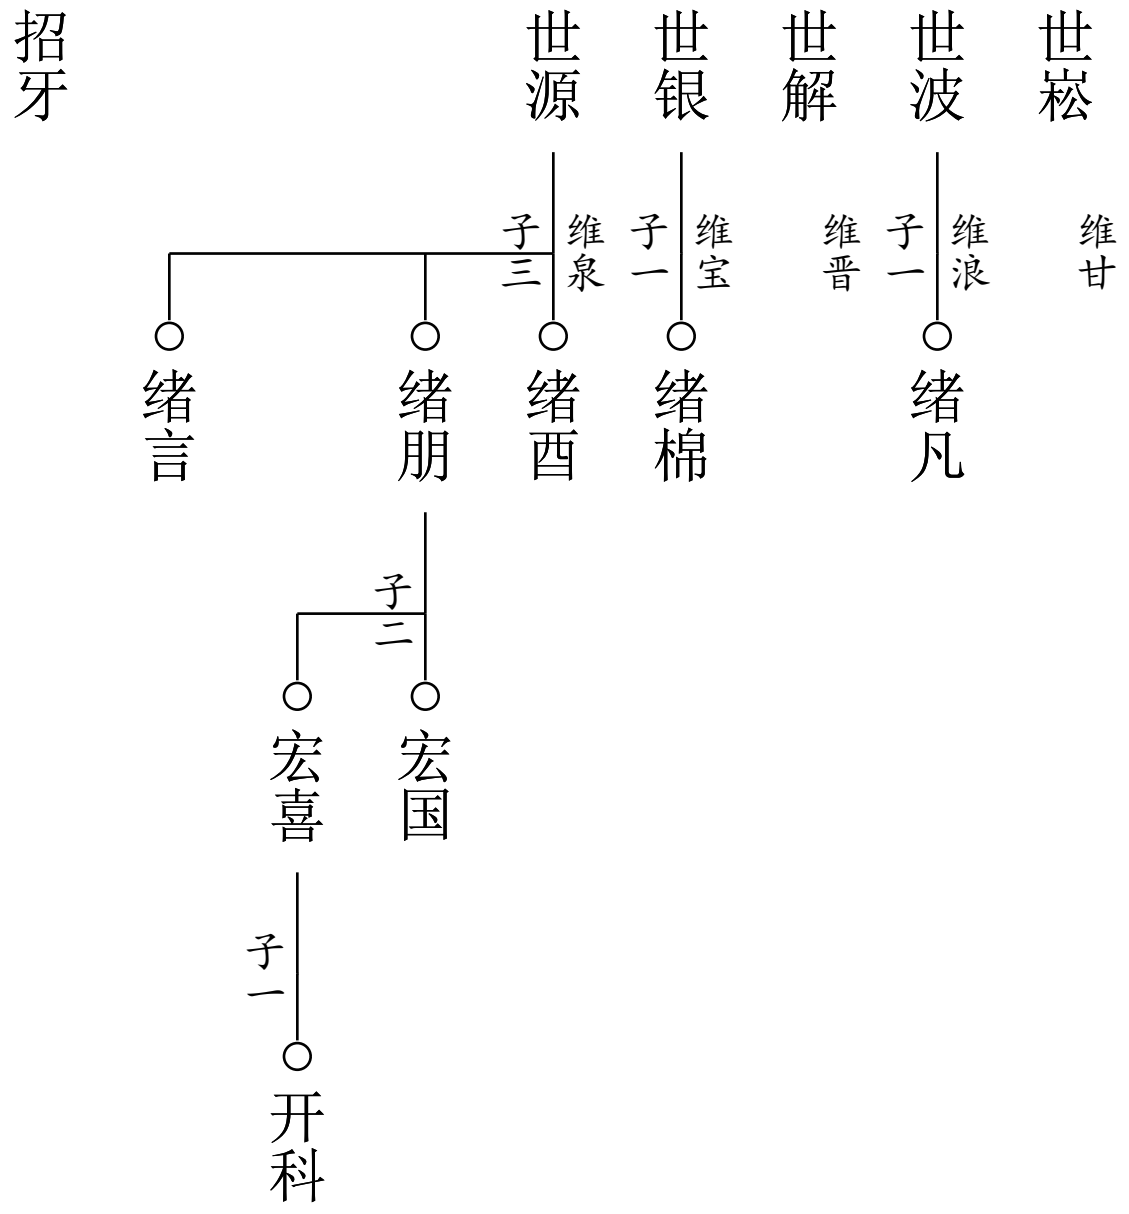 世崧
世波
世解
世银
世源
招牙
维甘
维浪
子一
维晋
维宝
子一
维泉
子三
绪凡
绪棉
绪酉
绪朋
绪言
子二
宏国
宏喜
子一
开科